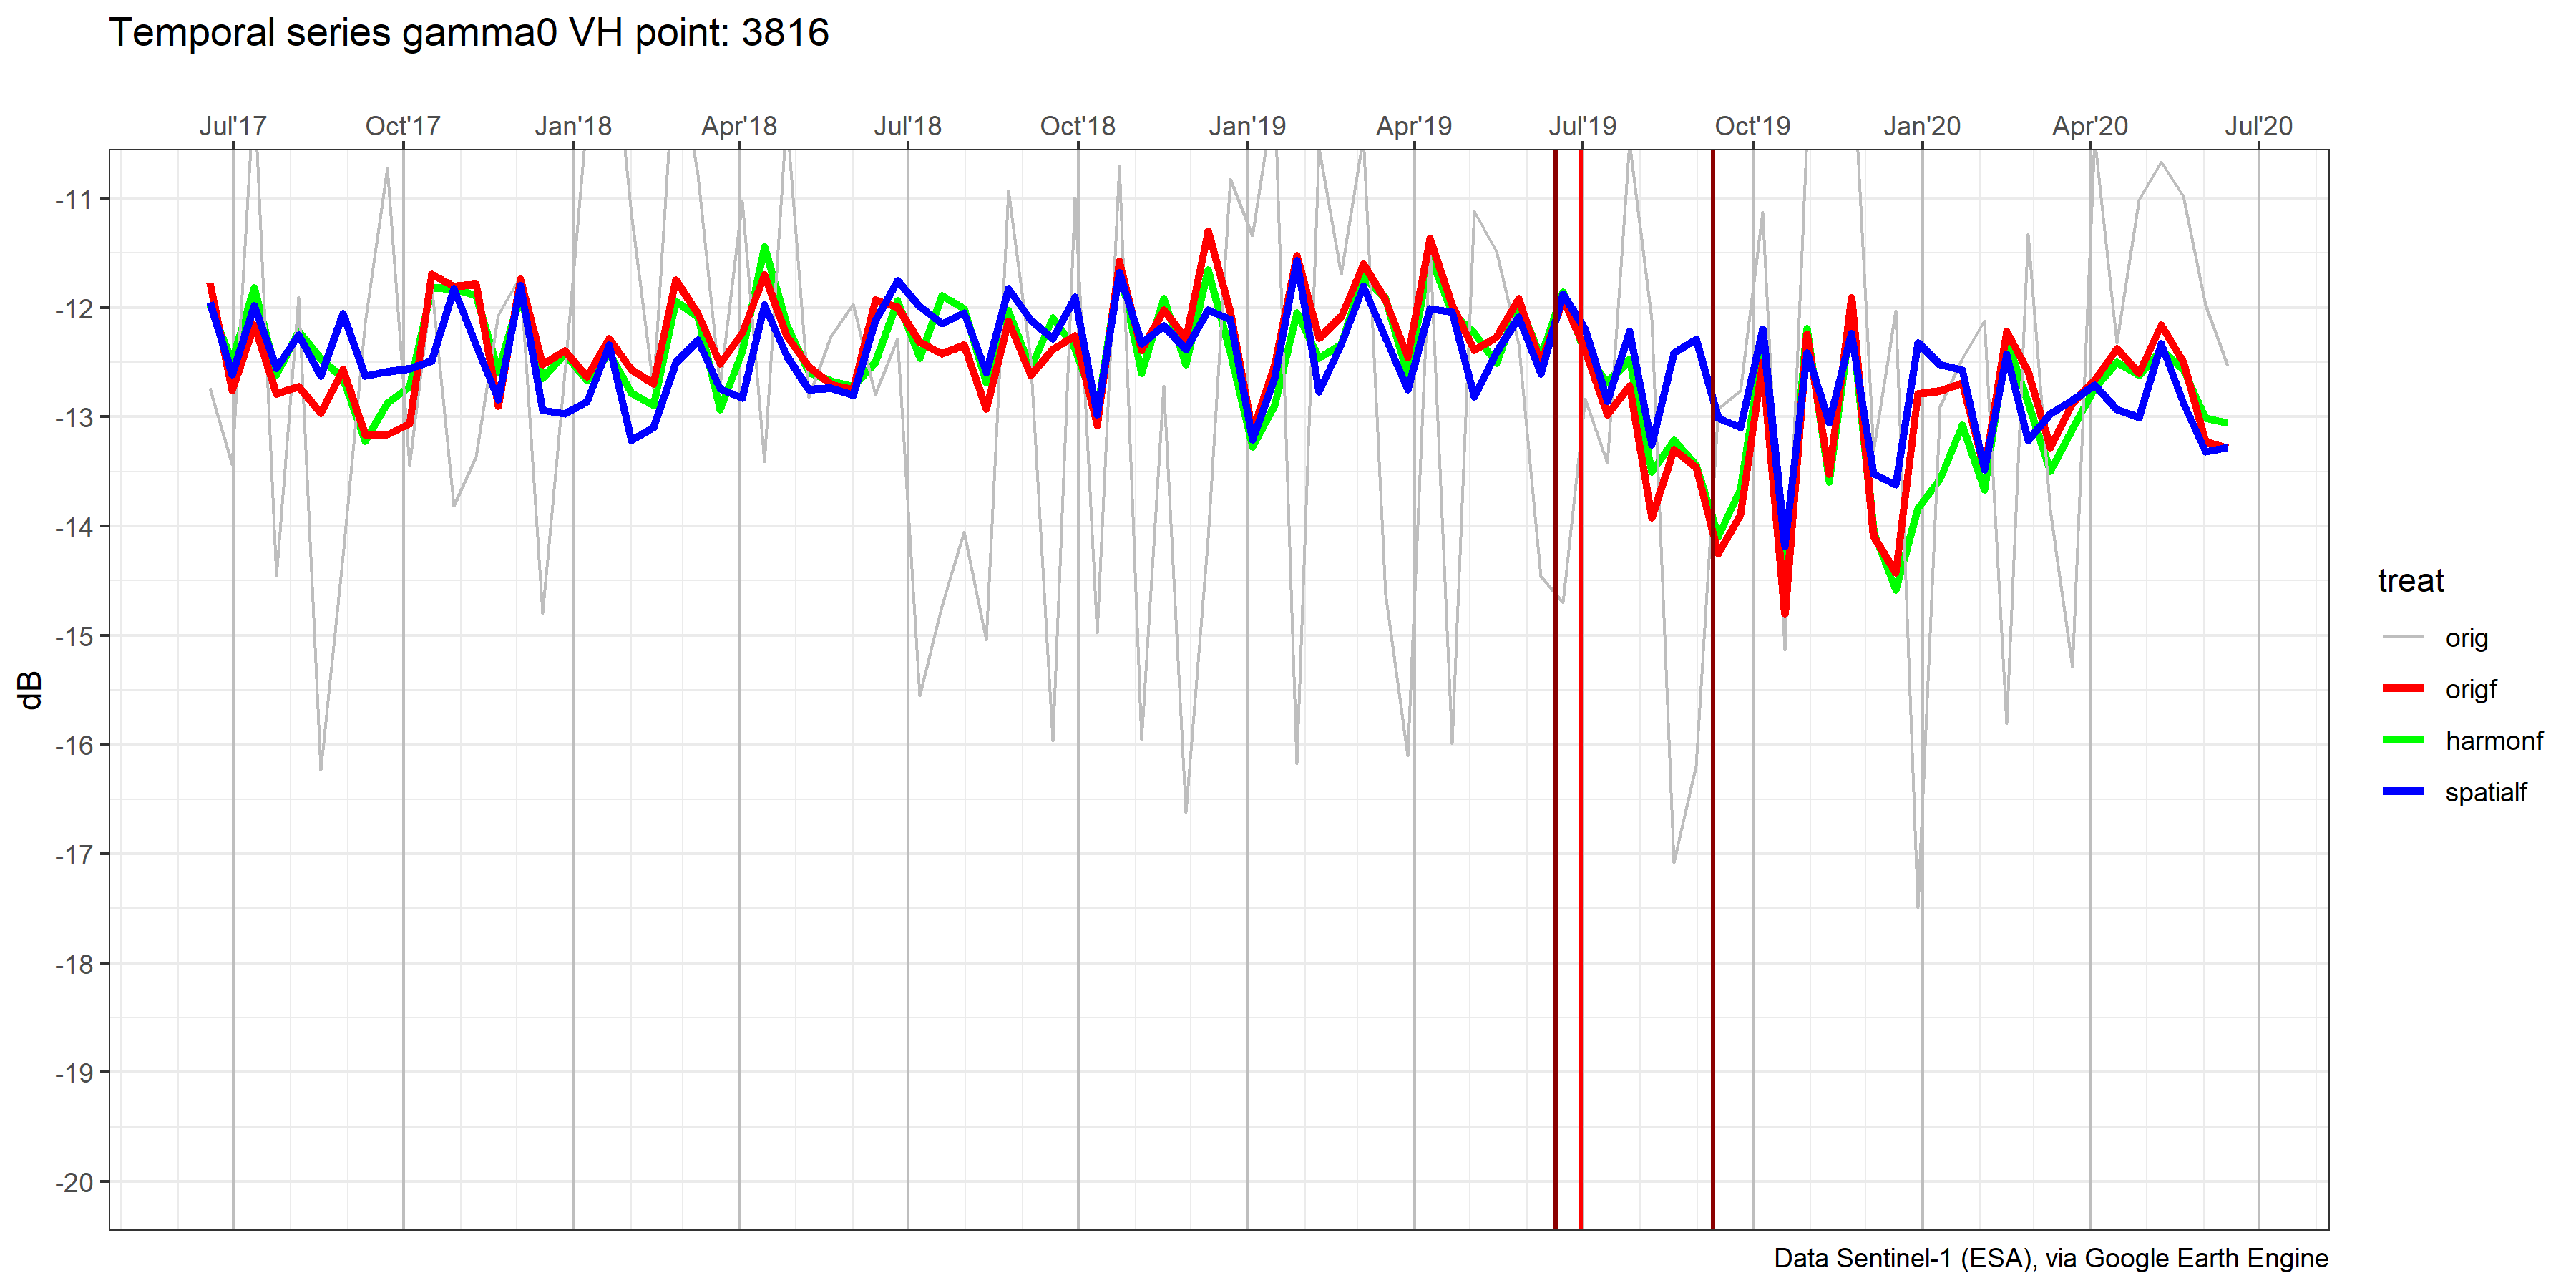 Temporal series gamma0 VH point: 3816
Jul'17 Oct'17 Jan'18 Apr'18 Jul'18 Oct'18 Jan'19 Apr'19 Jul'19 Oct'19 Jan'20 Apr'20 Jul'20
-11
-12
-13
-14
-15
-16
-17
-18
-19
-20
dB
treat
orig
origf
harmonf
spatialf
Data Sentinel-1 (ESA), via Google Earth Engine